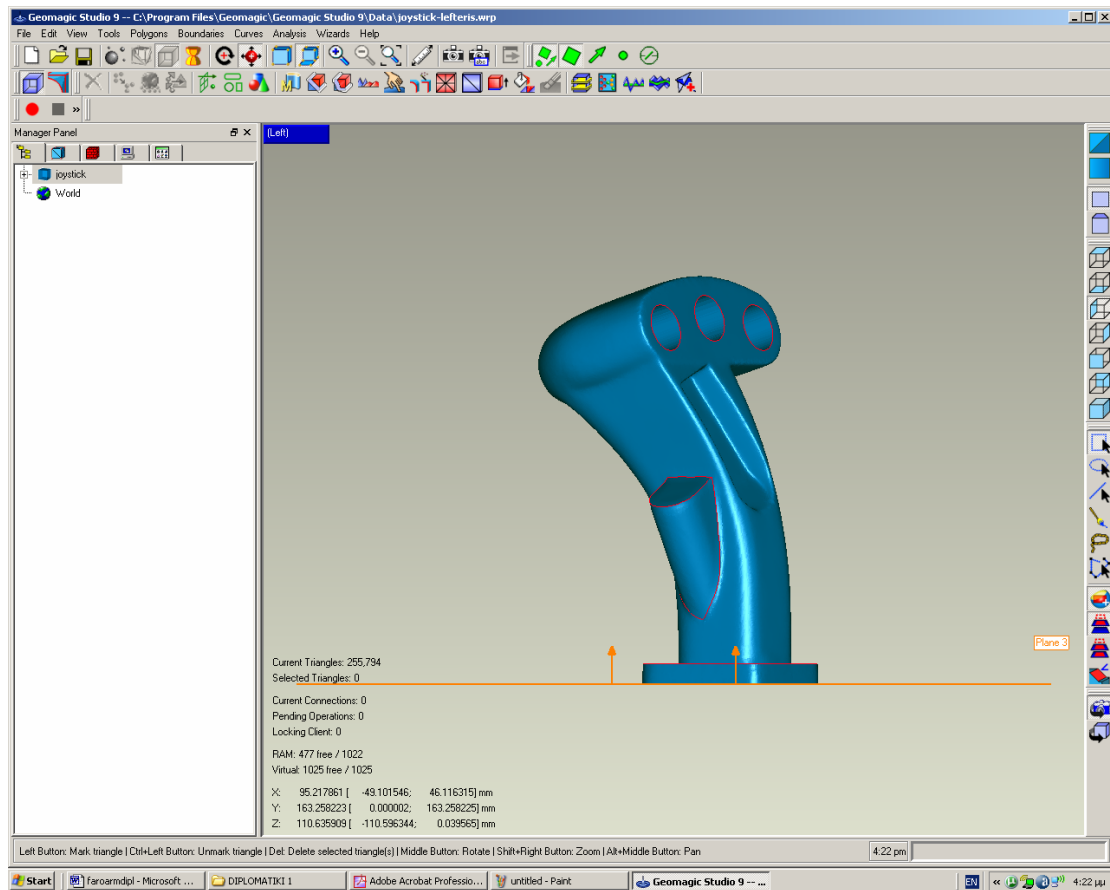 Geomagic Studio 9 -- C:\Program Files\Geomagic\Geomagic Studio 9\Data\joystick-lefteris.wrp
File Edit View Tools Polygons Boundaries Curves Analysis Wizards Help
Manager Panel
(Left)
joystick
World
Plane 3
Current Triangles: 255,794
Selected Triangles: 0
Current Connections: 0
Pending Operations: 0
Locking Client: 0
RAM: 477 free / 1022
Virtual: 1025 free / 1025
X: 95.217861 [ -49.101546; 46.116315] mm
Y: 163.258223 [ 0.000002; 163.258225] mm
Z: 110.635909 [ -110.596344; 0.039565] mm
Left Button: Mark triangle | Ctrl+Left Button: Unmark triangle | Del: Delete selected triangle(s) | Middle Button: Rotate | Shift+Right Button: Zoom | Alt+Middle Button: Pan
4:22 pm
Start
faroarmdipl - Microsoft ...
DIPLOMATIKI 1
Adobe Acrobat Professio...
untitled - Paint
Geomagic Studio 9 -- ...
EN
4:22 μμ